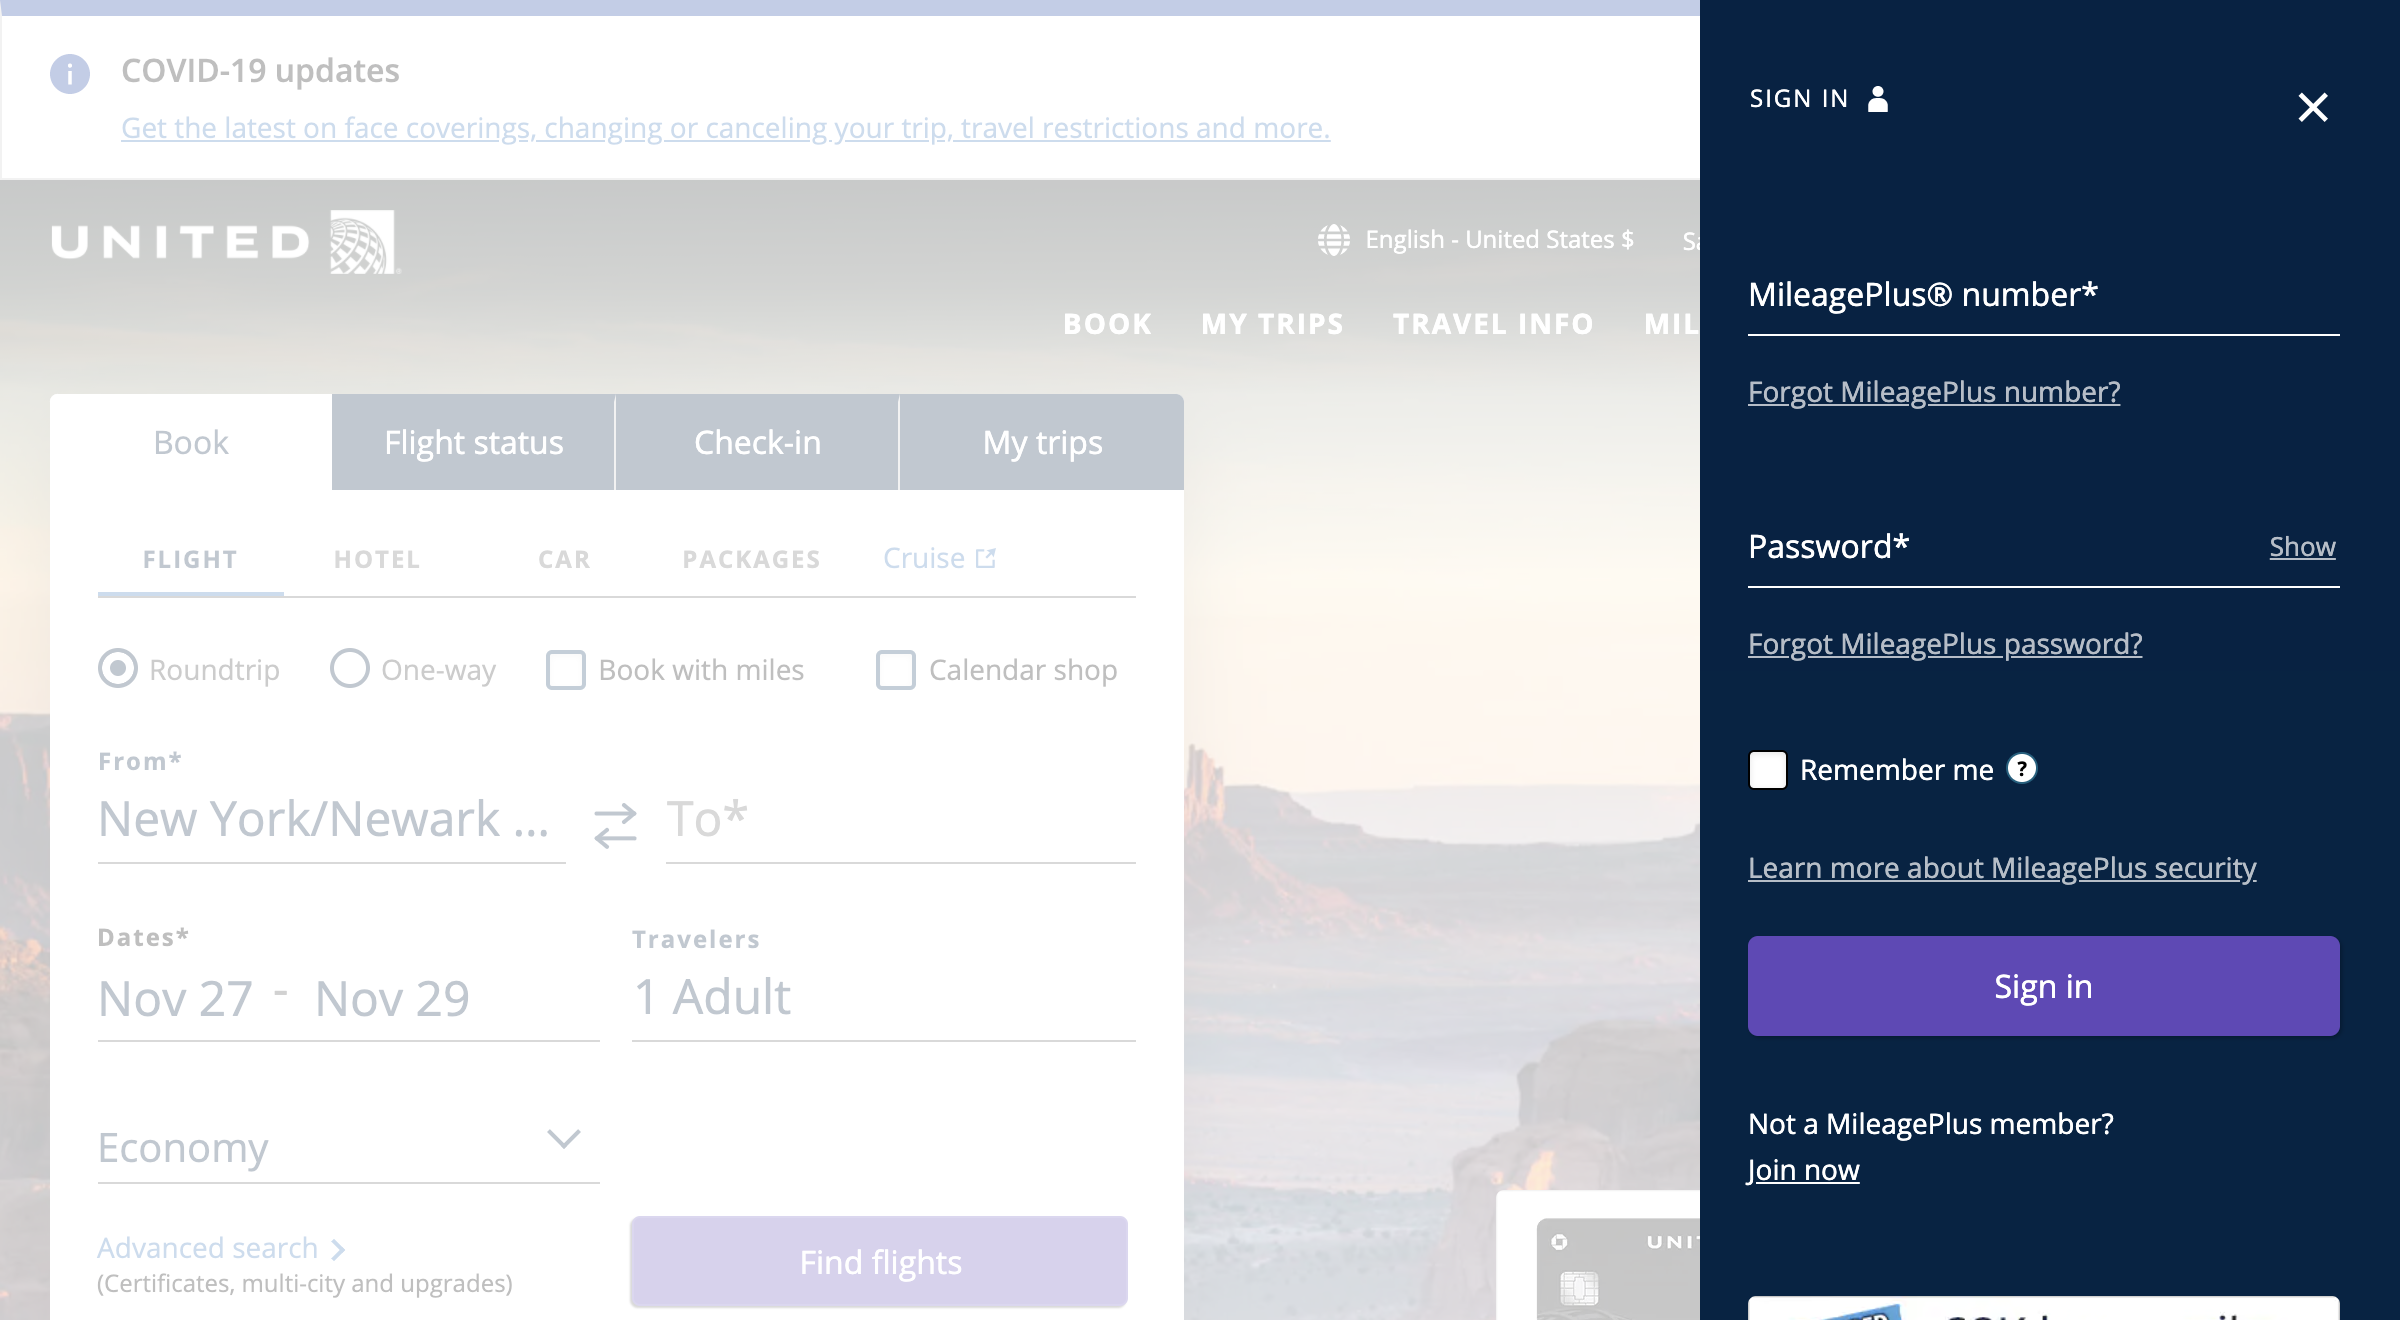 COVID-19 updates
Get the latest on face coverings, changing or canceling your trip, travel restrictions and more.
UNITED
English - United States $
BOOK MY TRIPS TRAVEL INFO
Book Flight status Check-in My trips
FLIGHT HOTEL CAR PACKAGES Cruise
Roundtrip One-way Book with miles Calendar shop
From*
New York/Newark ... To*
Dates* Travelers
Nov 27 - Nov 29 1 Adult
Economy
Advanced search
(Certificates, multi-city and upgrades)
Find flights
SIGN IN
MileagePlus® number*
Forgot MileagePlus number?
Password* Show
Forgot MileagePlus password?
Remember me ?
Learn more about MileagePlus security
Sign in
Not a MileagePlus member?
Join now